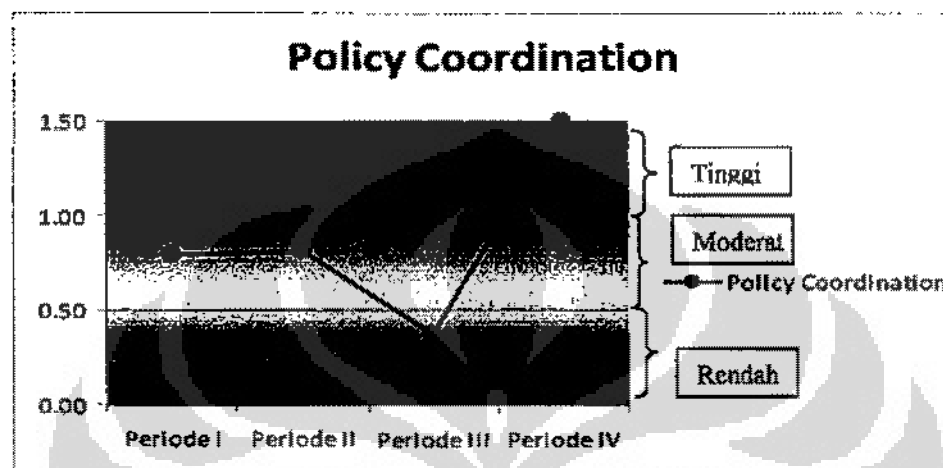 Policy Coordination
1.50
1.00
0.50
0.00
Periode I
Periode II
Periode III
Periode IV
Tinggi
Moderat
Policy Coordination
Rendah